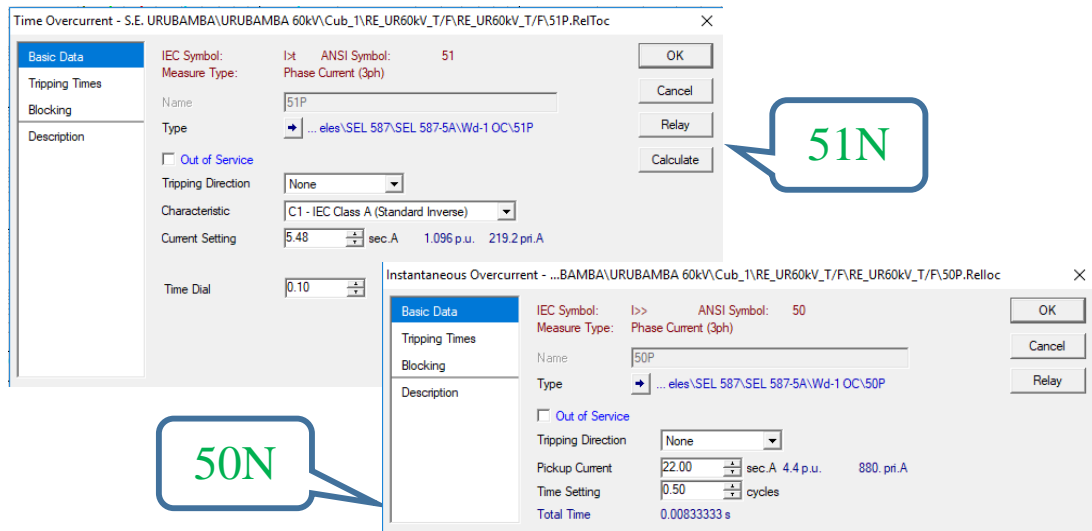 Time Overcurrent - S.E. URUBAMBA\URUBAMBA 60kV\Cub_1\RE_UR60kV_T/F\RE_UR60kV_T/F\51P.RelToc
Basic Data
Tripping Times
Blocking
Description
IEC Symbol: I>t ANSI Symbol: 51
Measure Type: Phase Current (3ph)
Name 51P
Type ... eles\SEL 587\SEL 587-5A\Wd-1 OC\51P
Out of Service
Tripping Direction None
Characteristic C1 - IEC Class A (Standard Inverse)
Current Setting 5.48 sec.A 1.096 p.u. 219.2 pri.A
Time Dial 0.10
OK
Cancel
Relay
Calculate
51N
Instantaneous Overcurrent - ...BAMBA\URUBAMBA 60kV\Cub_1\RE_UR60kV_T/F\RE_UR60kV_T/F\50P.Relloc
Basic Data
Tripping Times
Blocking
Description
IEC Symbol: I>> ANSI Symbol: 50
Measure Type: Phase Current (3ph)
Name 50P
Type ... eles\SEL 587\SEL 587-5A\Wd-1 OC\50P
Out of Service
Tripping Direction None
Pickup Current 22.00 sec.A 4.4 p.u. 880. pri.A
Time Setting 0.50 cycles
Total Time 0.00833333 s
OK
Cancel
Relay
50N